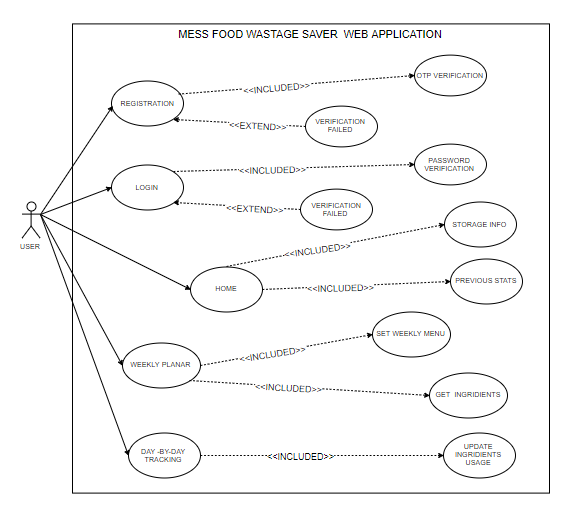 MESS FOOD WASTAGE SAVER WEB APPLICATION
OTP VERIFICATION
<<INCLUDED>>
REGISTRATION
VERIFICATION
FAILED
<<EXTEND>>
PASSWORD
VERIFICATION
<<INCLUDED>>
LOGIN
VERIFICATION
FAILED
<<EXTEND>>
STORAGE INFO
USER
<<INCLUDED>>
PREVIOUS STATS
HOME
<<INCLUDED>>
SET WEEKLY MENU
<<INCLUDED>>
WEEKLY PLANAR
<<INCLUDED>>
GET INGRIDIENTS
DAY -BY-DAY
TRACKING
<<INCLUDED>>
UPDATE
INGRIDIENTS
USAGE